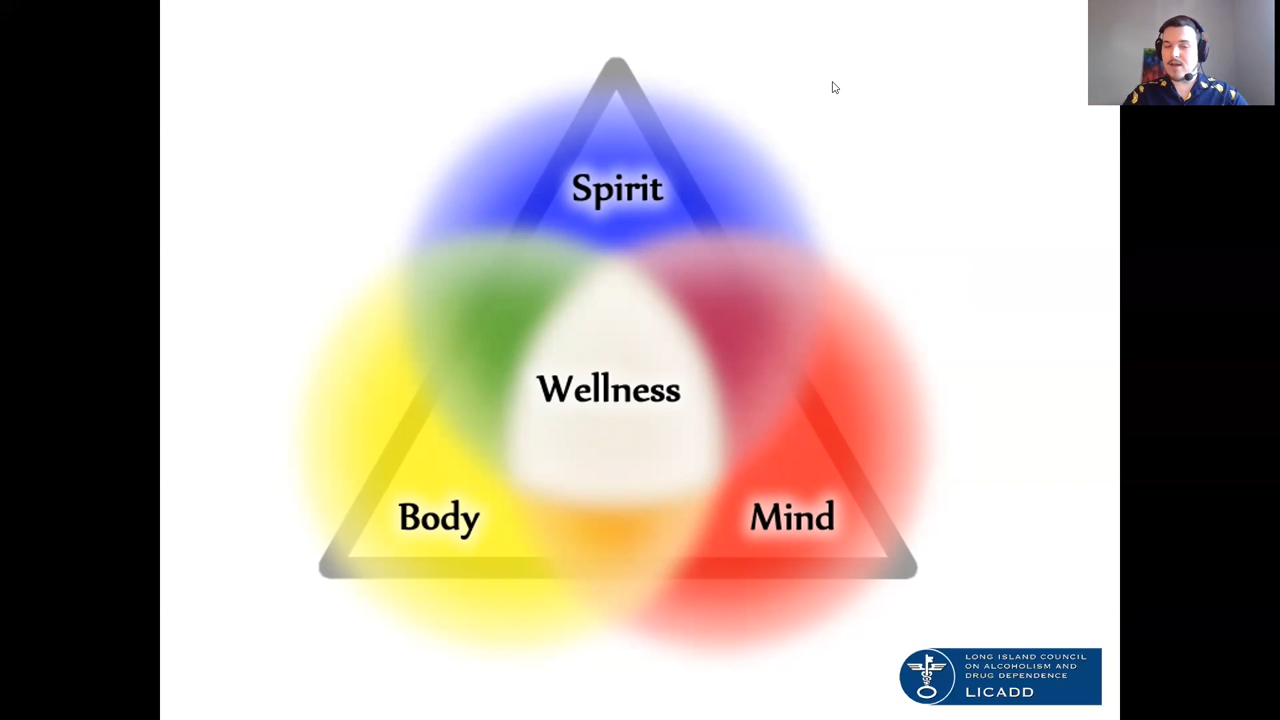 Spirit
Wellness
Body
Mind
LONG ISLAND COUNCIL
ON ALCOHOLISM AND
DRUG DEPENDENCE
LICADD